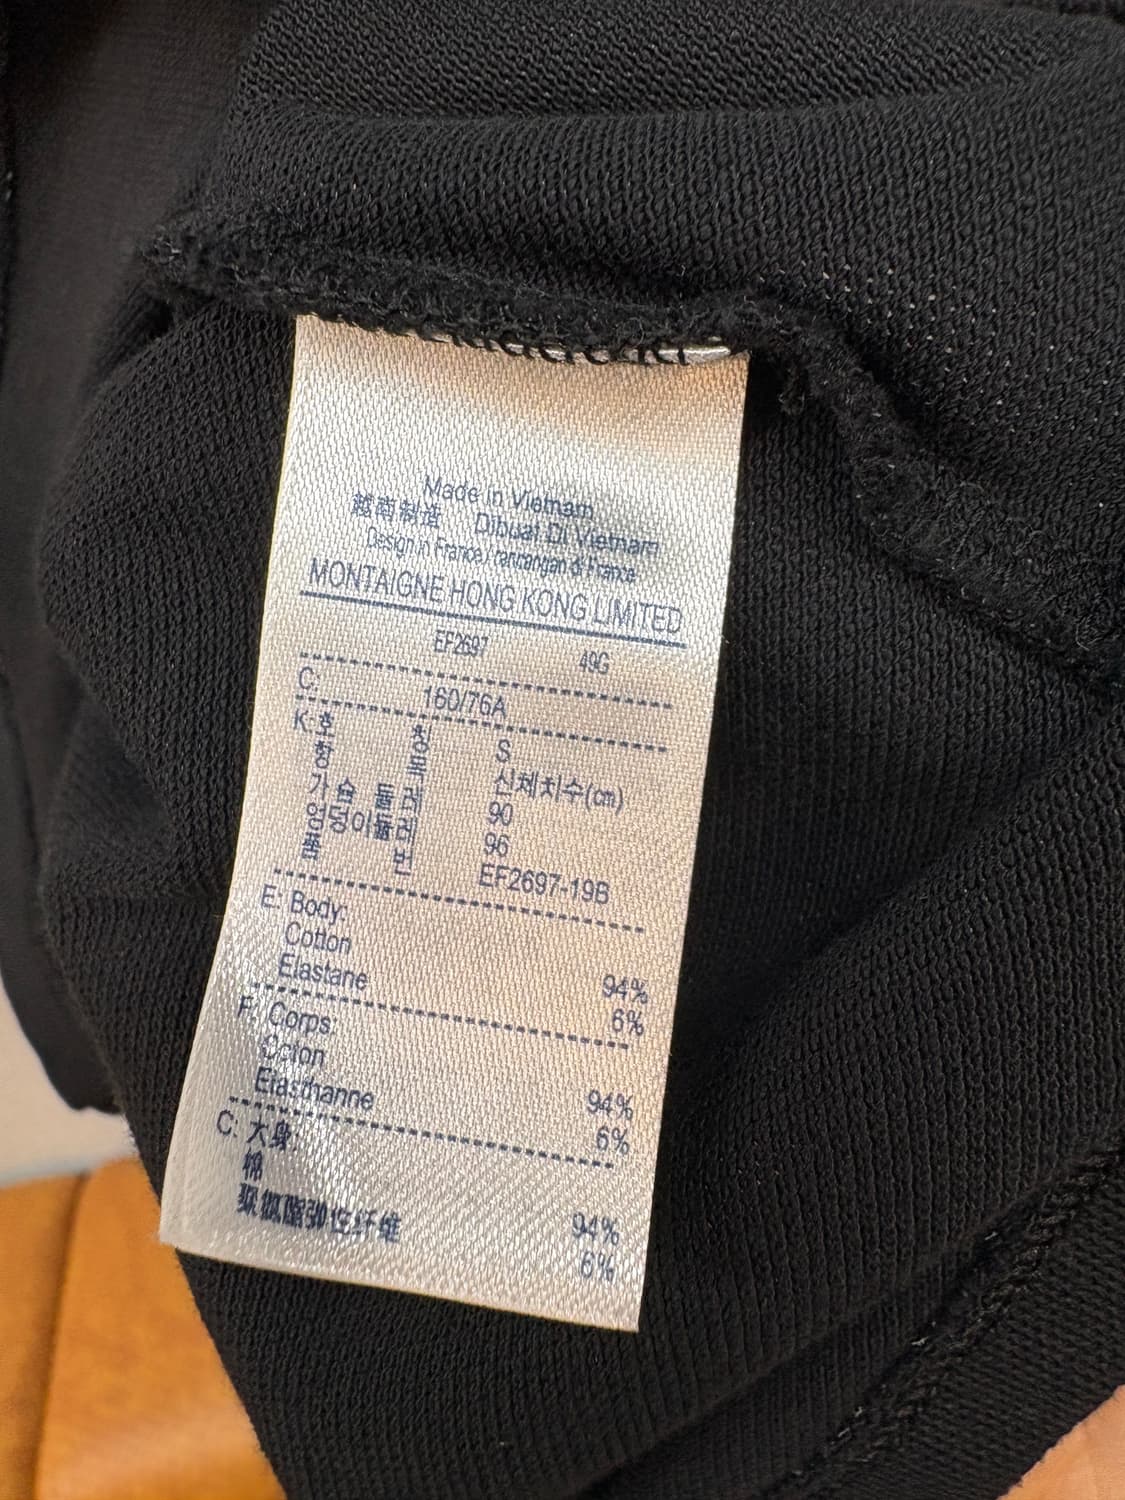 Made in Vietnam
越南制造 Dibuat Di Vietnam
Design in France / rancangan di France
MONTAIGNE HONG KONG LIMITED
EF2697 49G
C: 160/76A
K: 호칭 S
신체치수(cm)
가슴둘레 90
엉덩이둘레 96
품번 EF2697-19B
E: Body:
Cotton 94%
Elastane 6%
F: Corps:
Coton 94%
Elasthanne 6%
C: 大身:
棉 94%
聚氨酯弹性纤维 6%